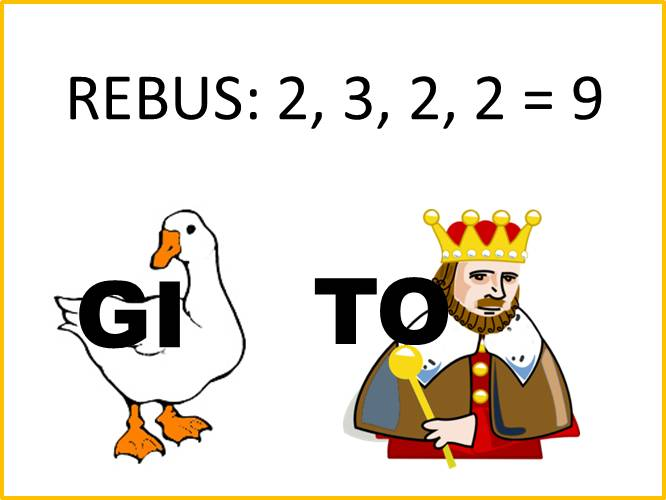 REBUS: 2, 3, 2, 2 = 9
GI TO